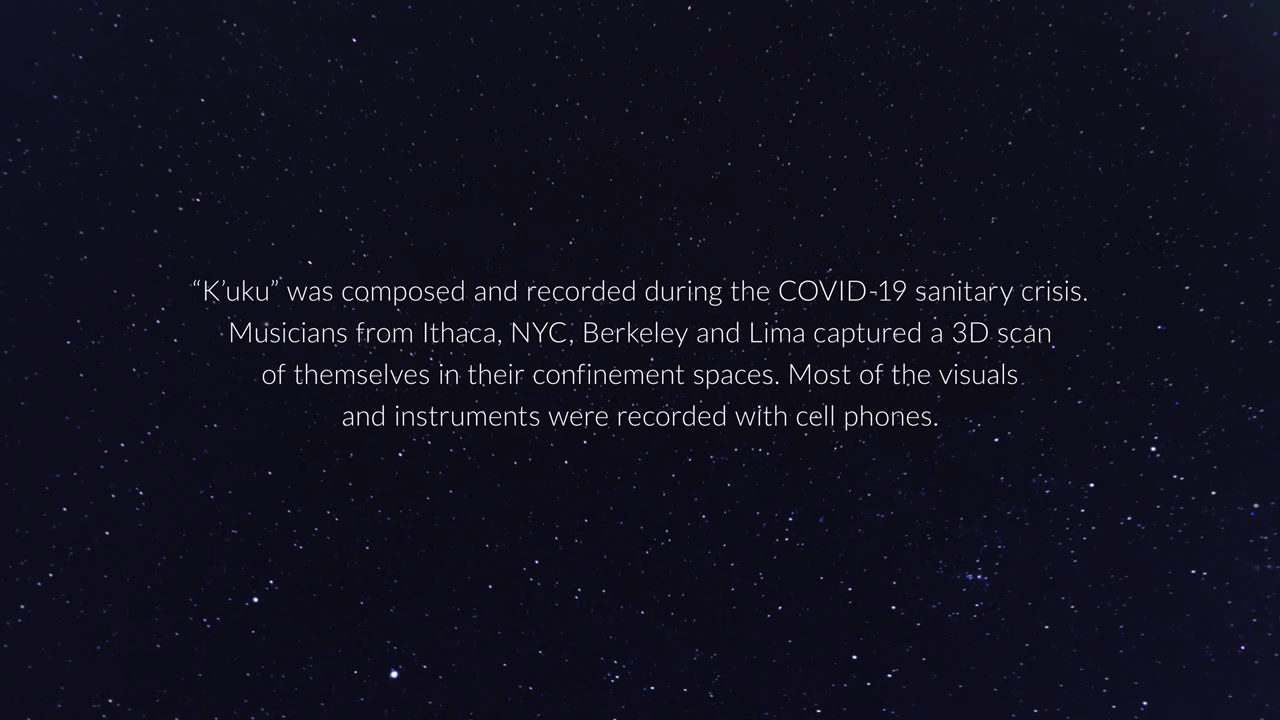 “K’uku” was composed and recorded during the COVID-19 sanitary crisis.
Musicians from Ithaca, NYC, Berkeley and Lima captured a 3D scan
of themselves in their confinement spaces. Most of the visuals
and instruments were recorded with cell phones.